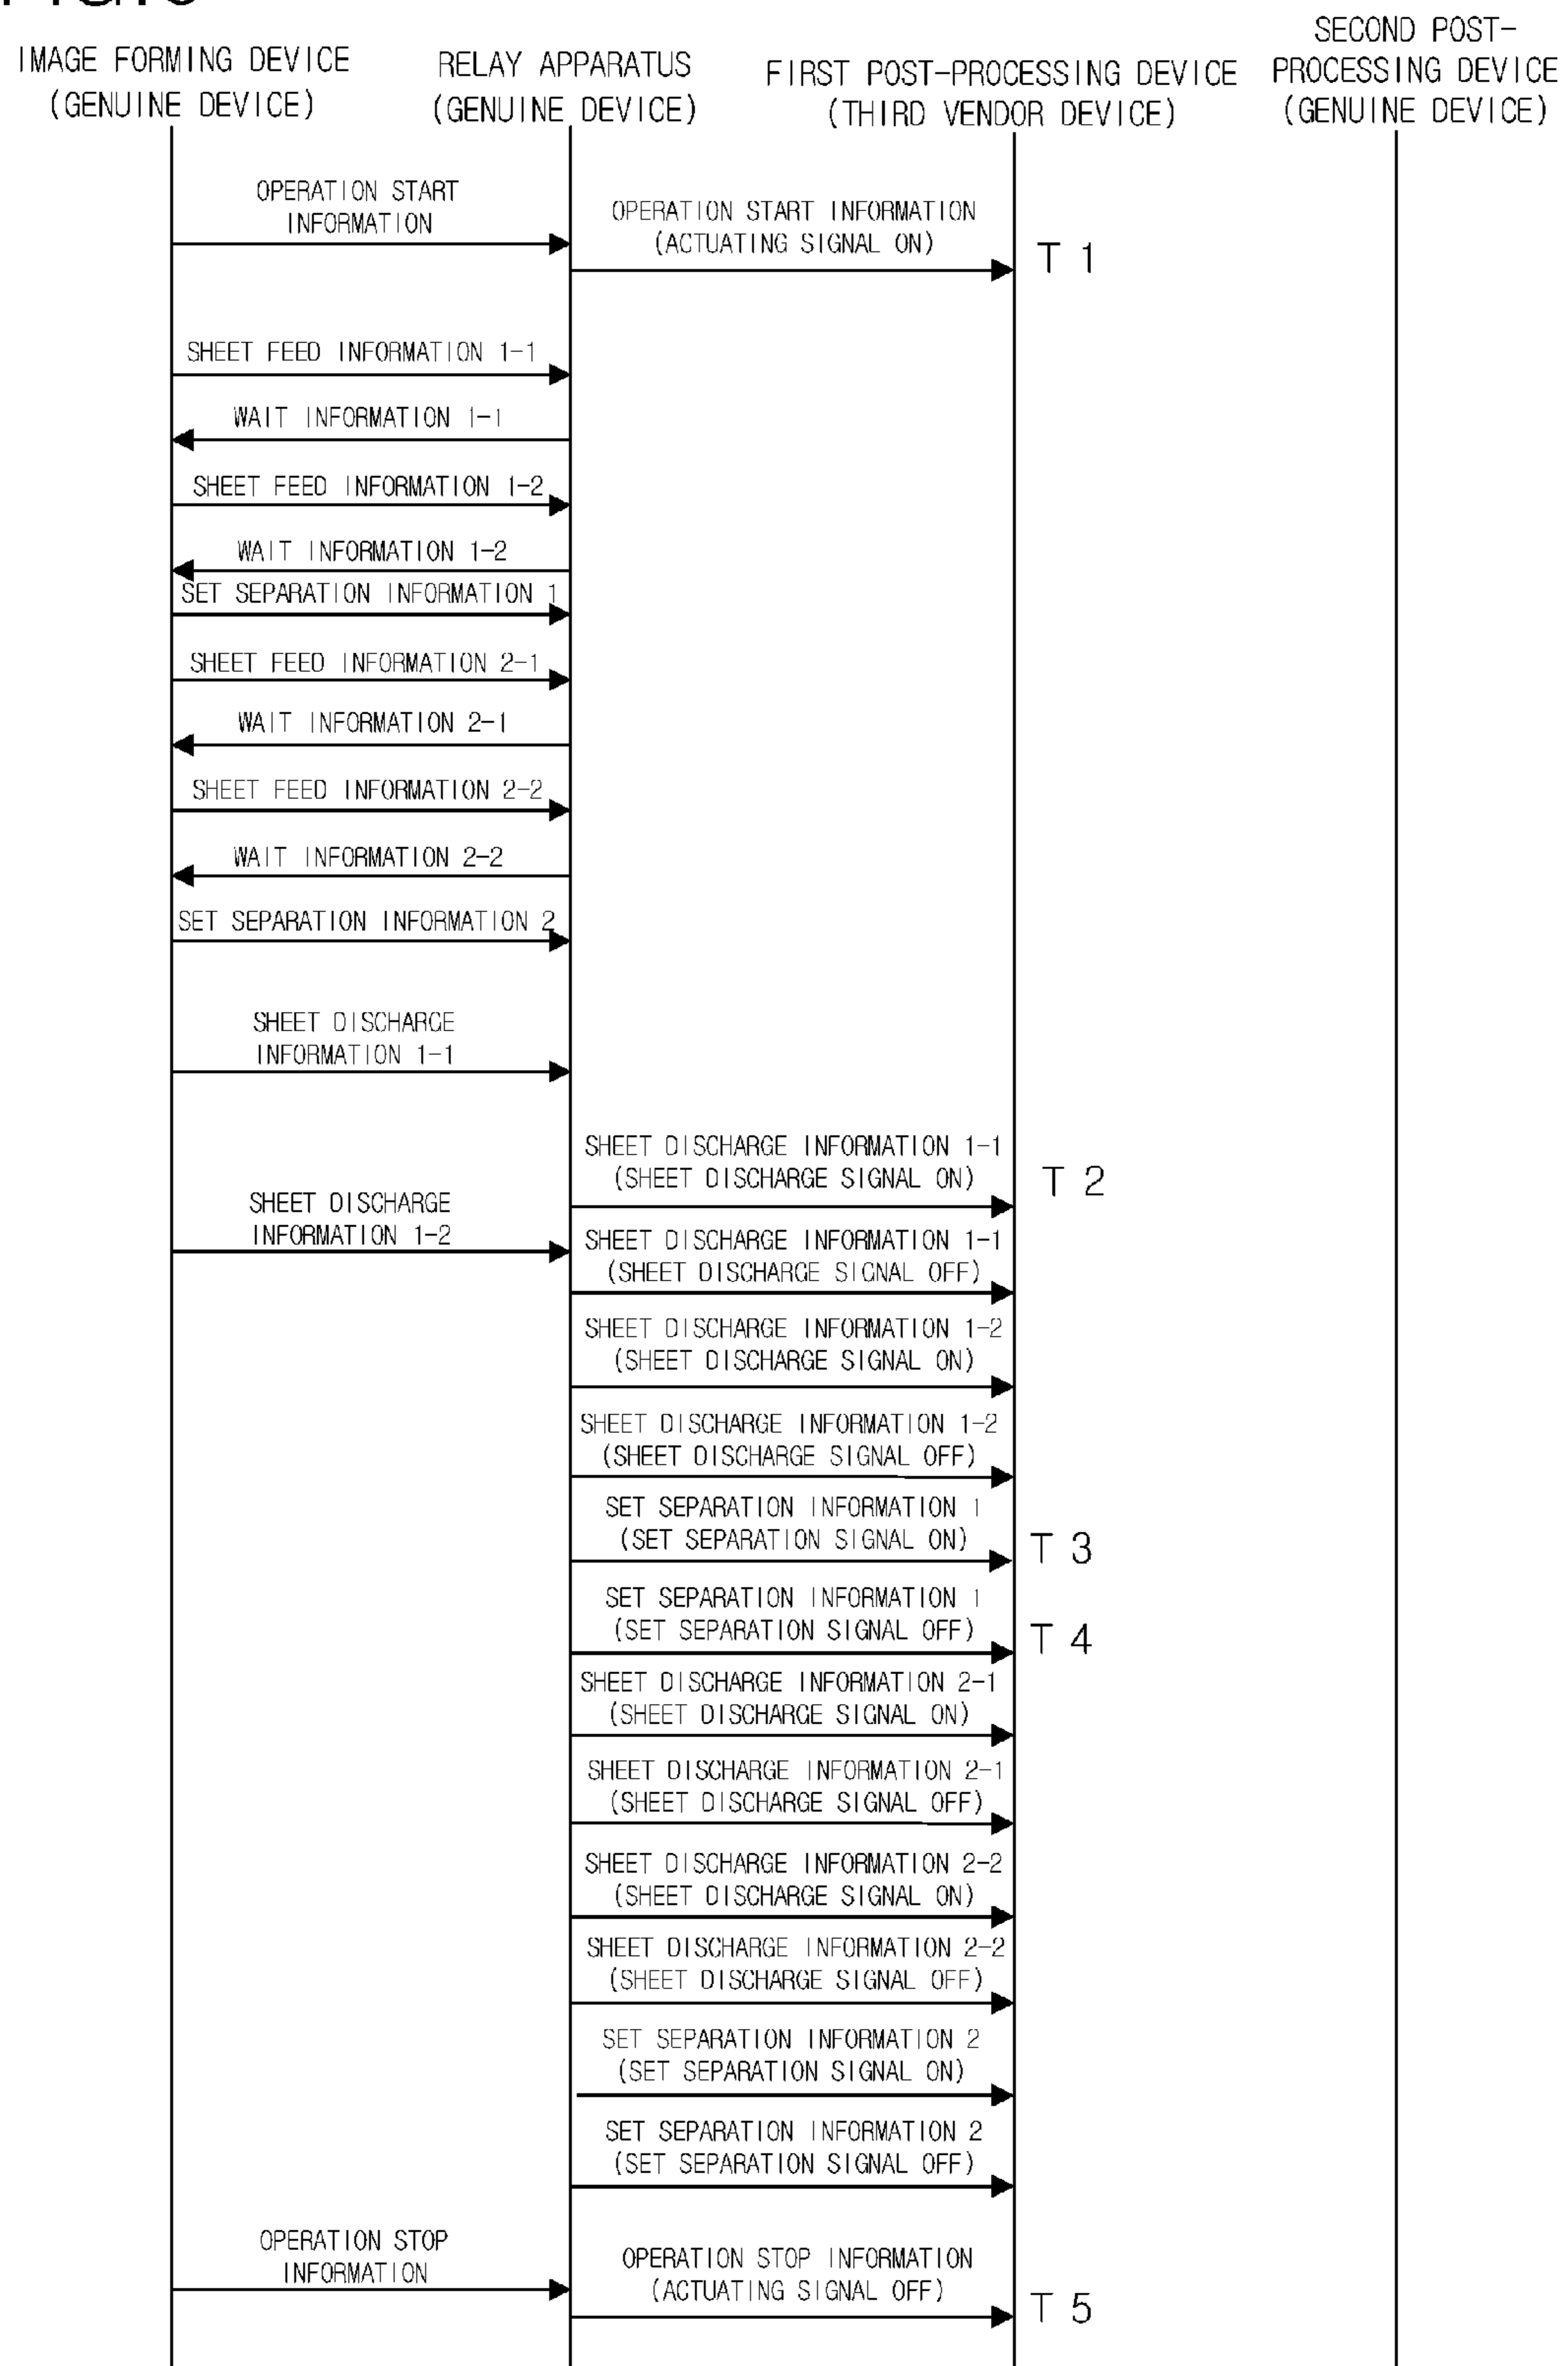 IMAGE FORMING DEVICE
(GENUINE DEVICE)
RELAY APPARATUS
(GENUINE DEVICE)
FIRST POST-PROCESSING DEVICE
(THIRD VENDOR DEVICE)
SECOND POST-
PROCESSING DEVICE
(GENUINE DEVICE)
OPERATION START
INFORMATION
OPERATION START INFORMATION
(ACTUATING SIGNAL ON)
T 1
SHEET FEED INFORMATION 1-1
WAIT INFORMATION 1-1
SHEET FEED INFORMATION 1-2
WAIT INFORMATION 1-2
SET SEPARATION INFORMATION 1
SHEET FEED INFORMATION 2-1
WAIT INFORMATION 2-1
SHEET FEED INFORMATION 2-2
WAIT INFORMATION 2-2
SET SEPARATION INFORMATION 2
SHEET DISCHARGE
INFORMATION 1-1
SHEET DISCHARGE INFORMATION 1-1
(SHEET DISCHARGE SIGNAL ON)
T 2
SHEET DISCHARGE
INFORMATION 1-2
SHEET DISCHARGE INFORMATION 1-1
(SHEET DISCHARGE SIGNAL OFF)
SHEET DISCHARGE INFORMATION 1-2
(SHEET DISCHARGE SIGNAL ON)
SHEET DISCHARGE INFORMATION 1-2
(SHEET DISCHARGE SIGNAL OFF)
SET SEPARATION INFORMATION 1
(SET SEPARATION SIGNAL ON)
T 3
SET SEPARATION INFORMATION 1
(SET SEPARATION SIGNAL OFF)
T 4
SHEET DISCHARGE INFORMATION 2-1
(SHEET DISCHARGE SIGNAL ON)
SHEET DISCHARGE INFORMATION 2-1
(SHEET DISCHARGE SIGNAL OFF)
SHEET DISCHARGE INFORMATION 2-2
(SHEET DISCHARGE SIGNAL ON)
SHEET DISCHARGE INFORMATION 2-2
(SHEET DISCHARGE SIGNAL OFF)
SET SEPARATION INFORMATION 2
(SET SEPARATION SIGNAL ON)
SET SEPARATION INFORMATION 2
(SET SEPARATION SIGNAL OFF)
OPERATION STOP
INFORMATION
OPERATION STOP INFORMATION
(ACTUATING SIGNAL OFF)
T 5